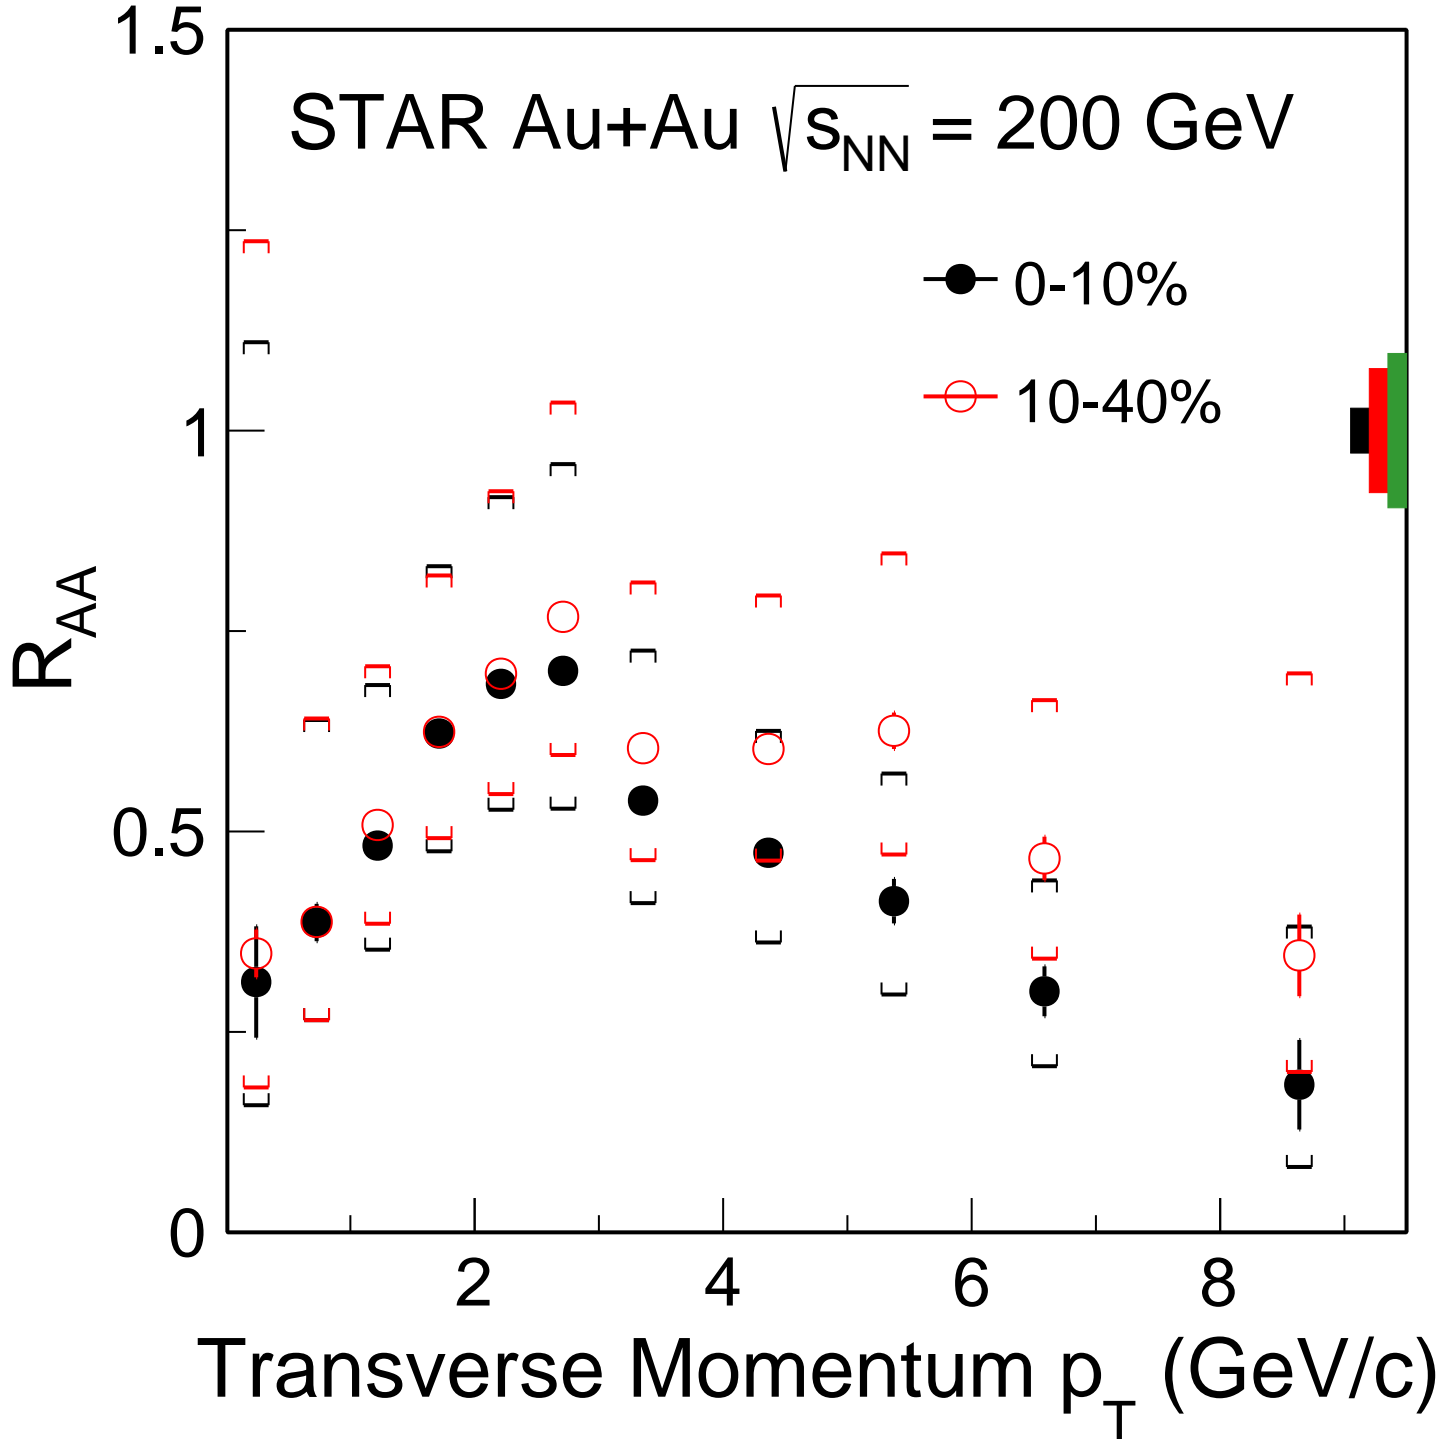 1.5
STAR Au+Au √sNN = 200 GeV
0-10%
1
10-40%
RAA
0.5
0
2 4 6 8
Transverse Momentum pT (GeV/c)